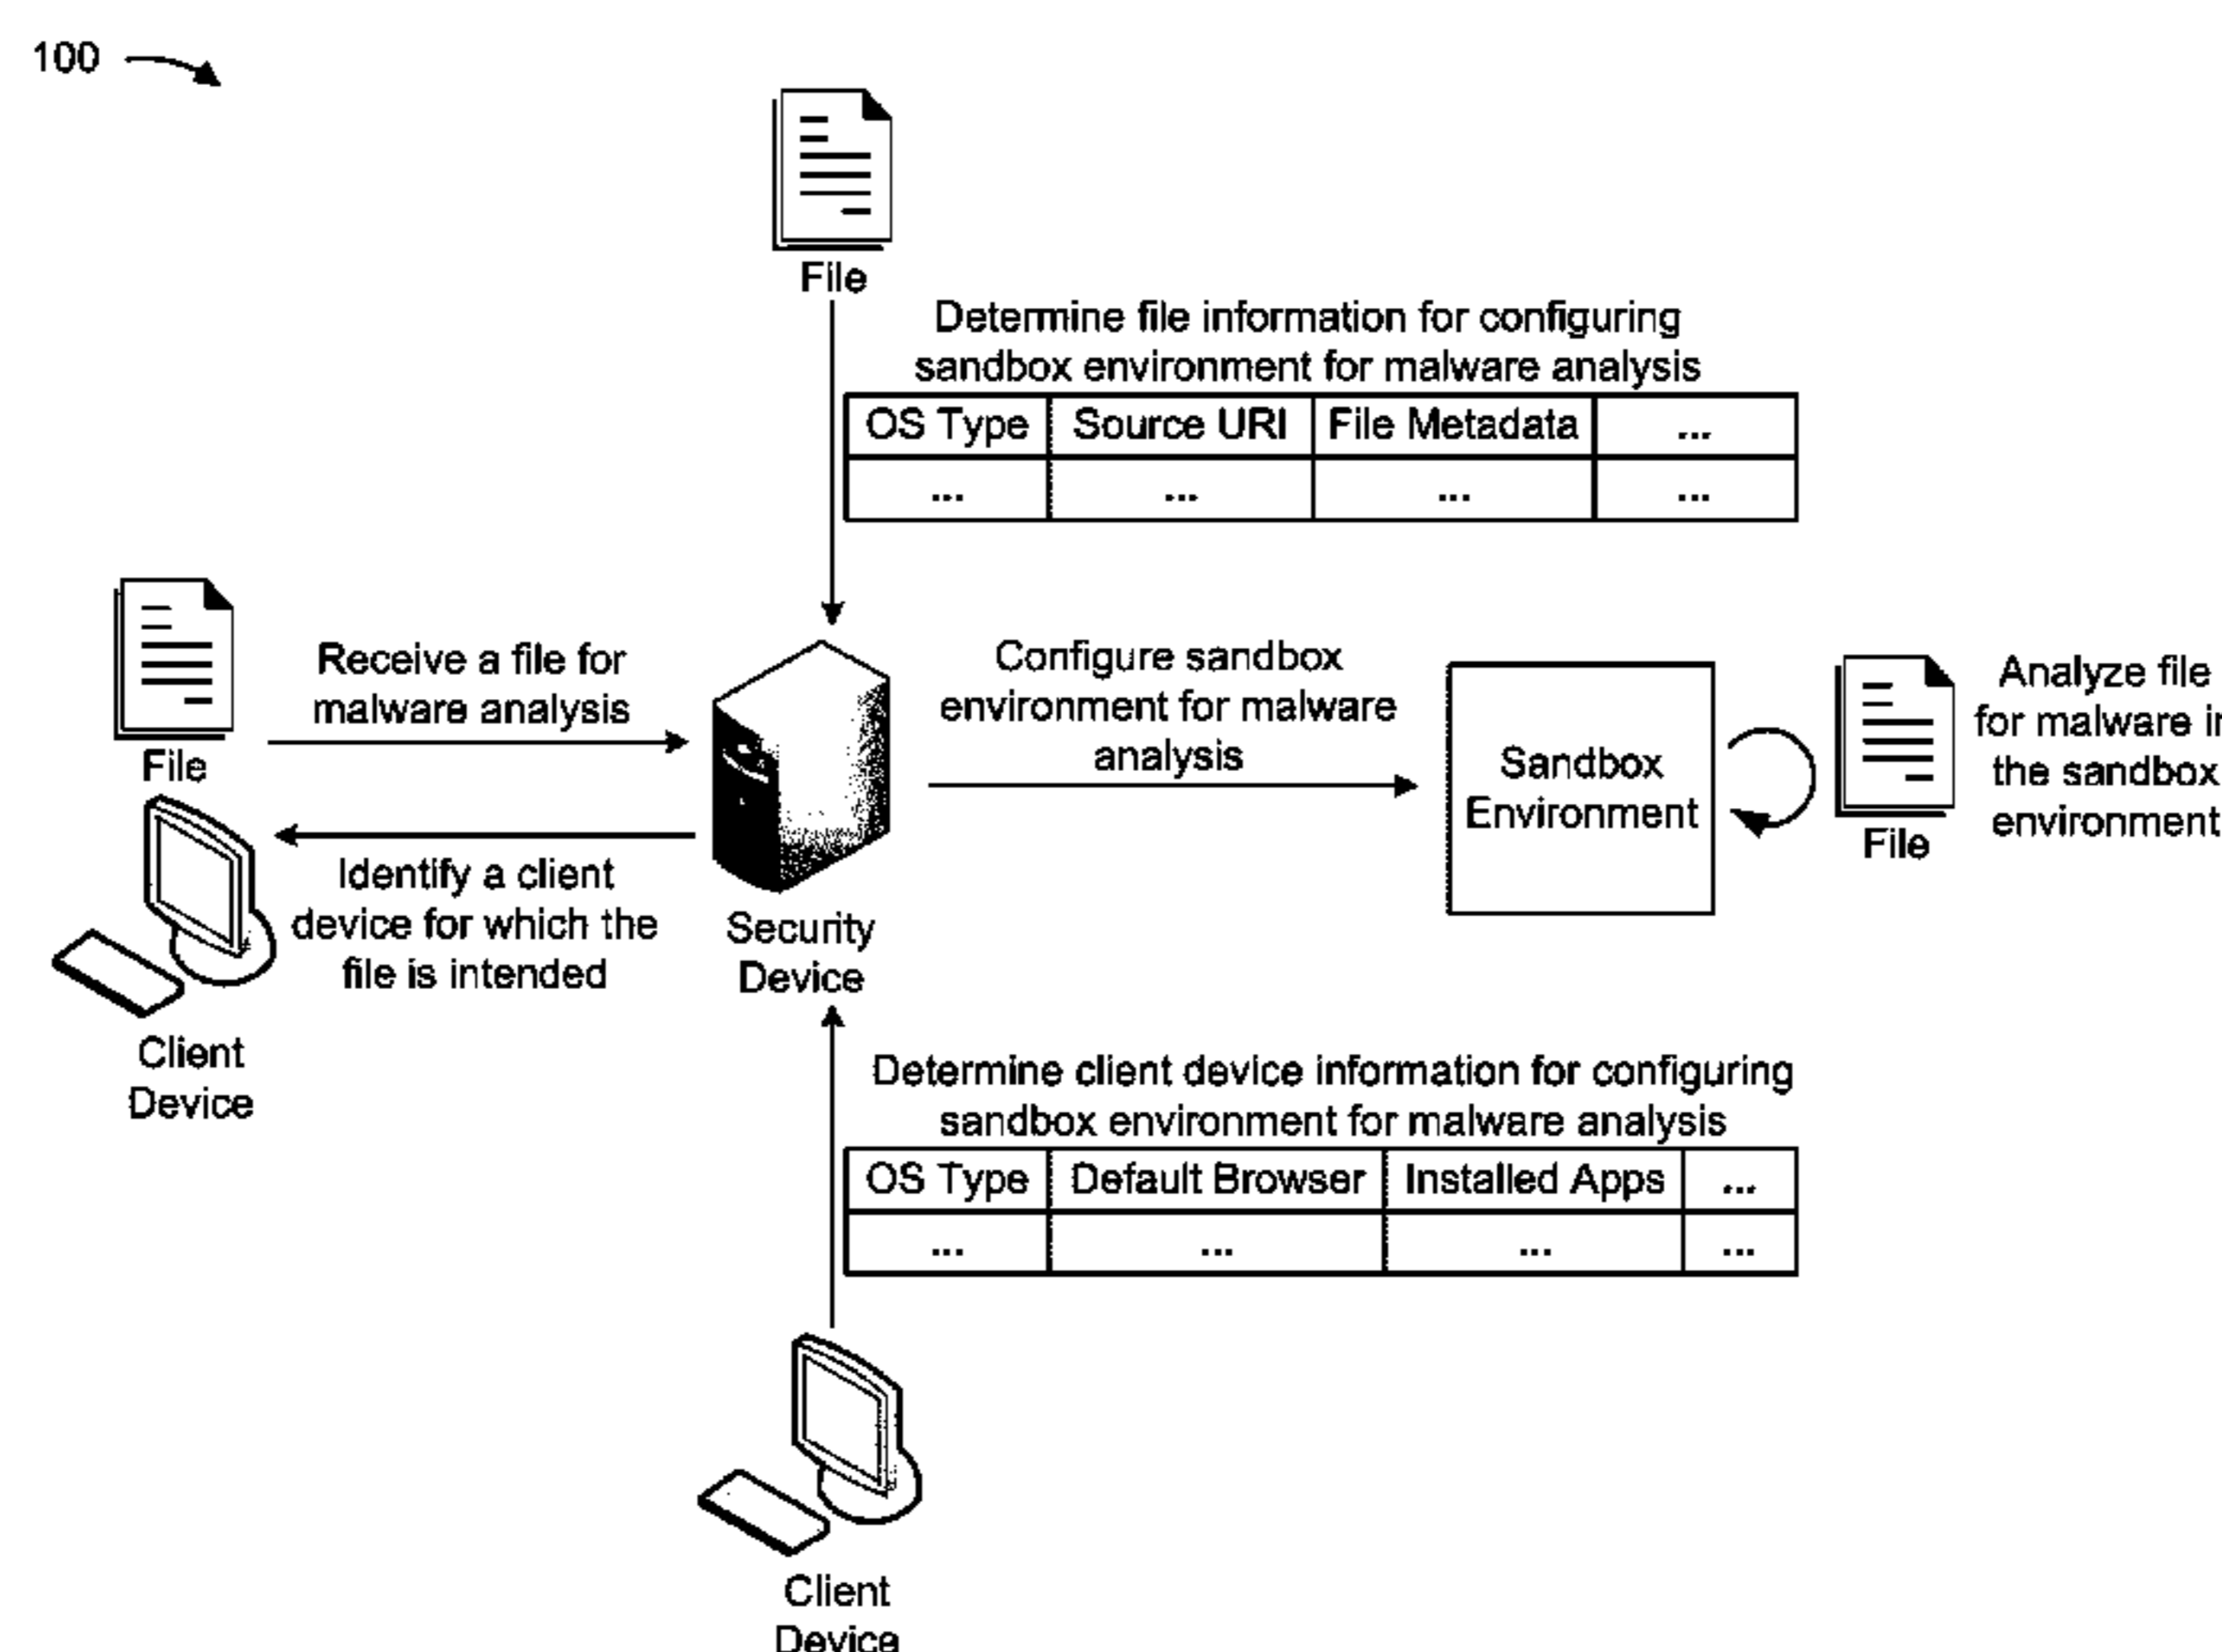 100
File
Determine file information for configuring
sandbox environment for malware analysis
OS Type Source URI File Metadata ...
... ... ... ...
File
Receive a file for
malware analysis
Identify a client
device for which the
file is intended
Client
Device
Security
Device
Configure sandbox
environment for malware
analysis
Sandbox
Environment
File
Analyze file
for malware
the sandbox
environment
Determine client device information for configuring
sandbox environment for malware analysis
OS Type Default Browser Installed Apps ...
... ... ... ...
Client
Device